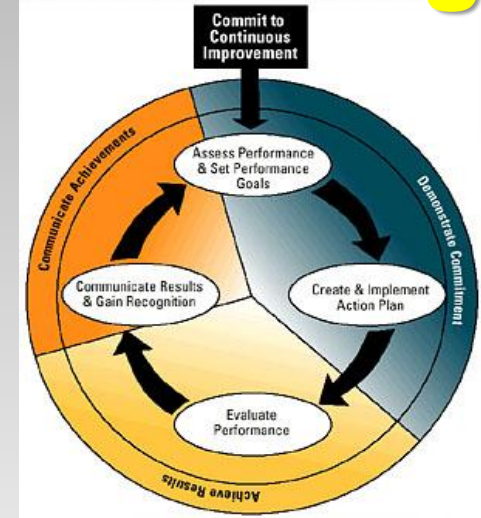 Commit to
Continuous
Improvement
Communicate Achievements
Demonstrate Commitment
Assess Performance
& Set Performance
Goals
Communicate Results
& Gain Recognition
Create & Implement
Action Plan
Evaluate
Performance
Achieve Results